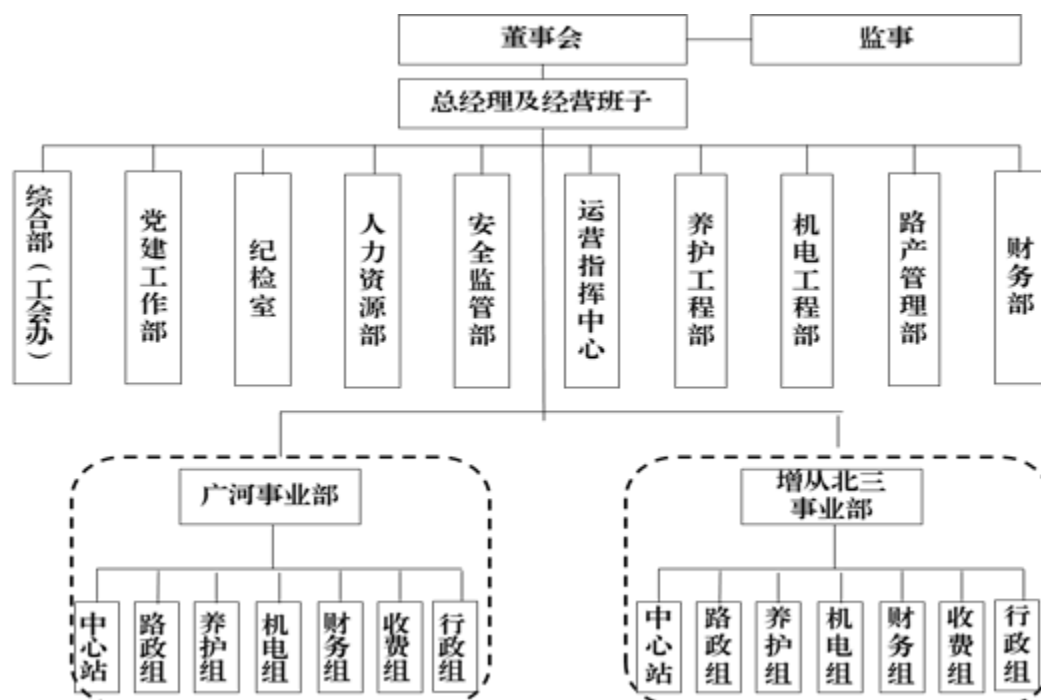 董事会
监事
总经理及经营班子
综合部（工会办）
党建工作部
纪检室
人力资源部
安全监管部
运营指挥中心
养护工程部
机电工程部
路产管理部
财务部
广河事业部
增从北三
事业部
中心站
路政组
养护组
机电组
财务组
收费组
行政组
中心站
路政组
养护组
机电组
财务组
收费组
行政组